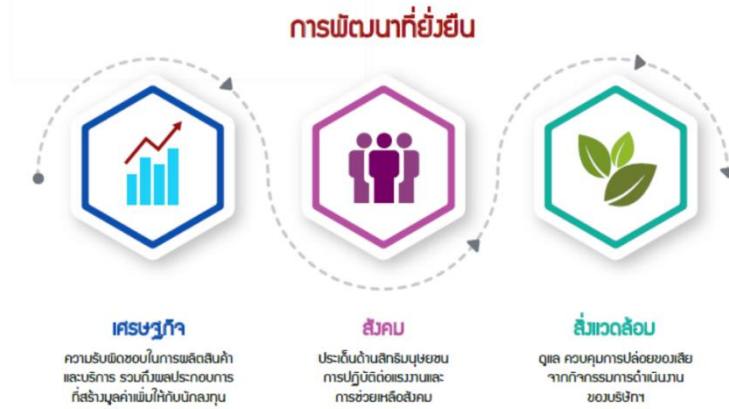 การพัฒนาที่ยั่งยืน
เศรษฐกิจ
ความรับผิดชอบในการผลิตสินค้า
และบริการ รวมถึงผลประกอบการ
ที่สร้างมูลค่าเพิ่มให้กับนักลงทุน
สังคม
ประเด็นด้านสิทธิมนุษยชน
การปฏิบัติต่อแรงงานและ
การช่วยเหลือสังคม
สิ่งแวดล้อม
ดูแล ควบคุมการปล่อยของเสีย
จากกิจกรรมการดำเนินงาน
ของบริษัทฯ